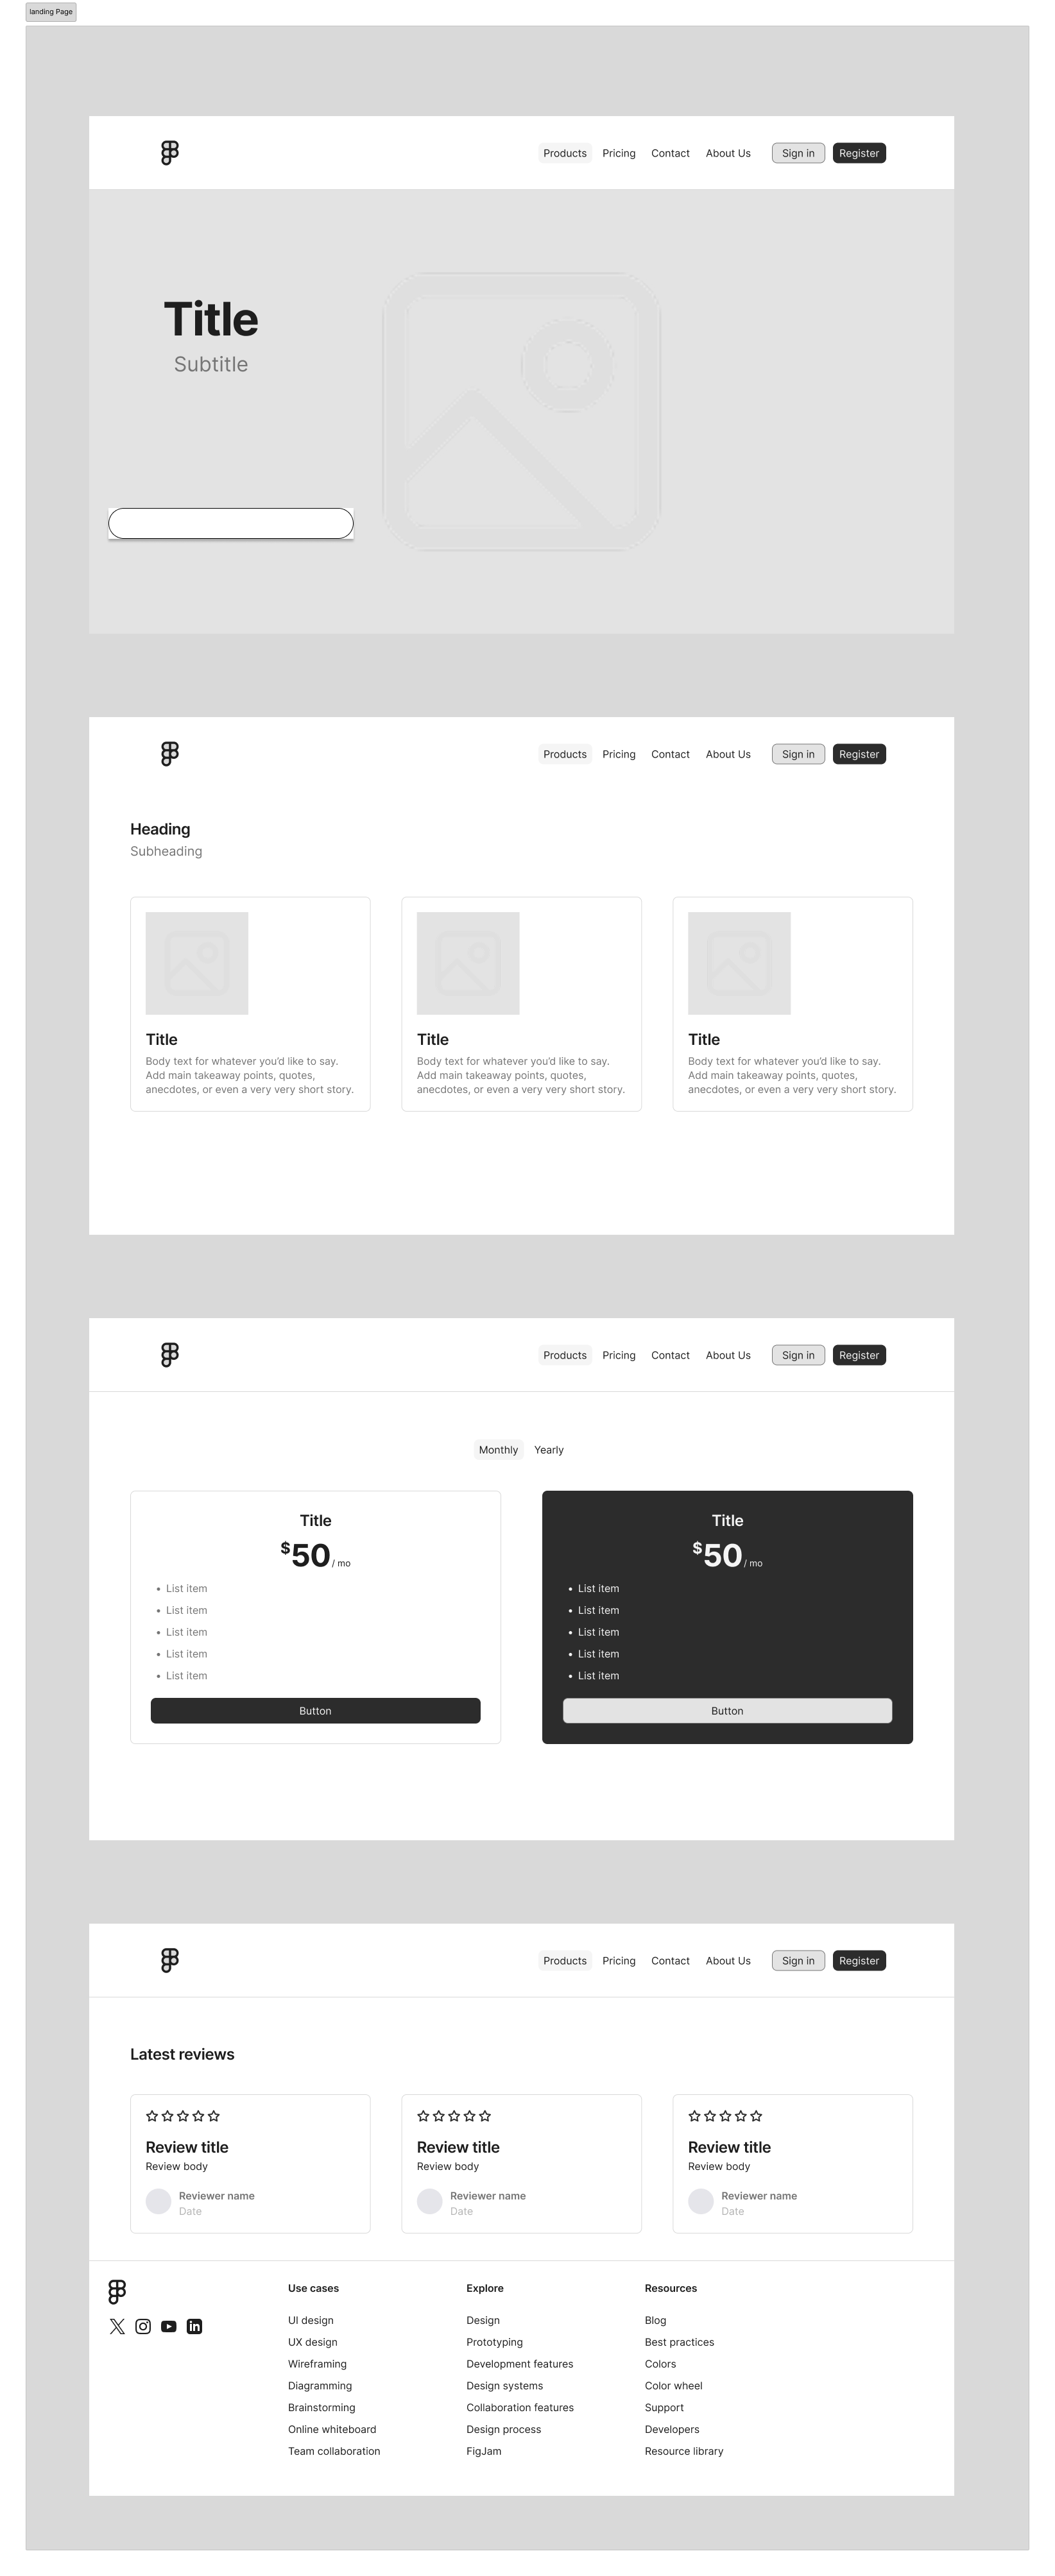 landing Page
Products Pricing Contact About Us Sign in Register
Title
Subtitle
Products Pricing Contact About Us Sign in Register
Heading
Subheading
Title
Body text for whatever you’d like to say.
Add main takeaway points, quotes,
anecdotes, or even a very very short story.
Title
Body text for whatever you’d like to say.
Add main takeaway points, quotes,
anecdotes, or even a very very short story.
Title
Body text for whatever you’d like to say.
Add main takeaway points, quotes,
anecdotes, or even a very very short story.
Products Pricing Contact About Us Sign in Register
Monthly Yearly
Title
$50 / mo
• List item
• List item
• List item
• List item
• List item
Button
Title
$50 / mo
• List item
• List item
• List item
• List item
• List item
Button
Products Pricing Contact About Us Sign in Register
Latest reviews
Review title
Review body
Reviewer name
Date
Review title
Review body
Reviewer name
Date
Review title
Review body
Reviewer name
Date
Use cases
UI design
UX design
Wireframing
Diagramming
Brainstorming
Online whiteboard
Team collaboration
Explore
Design
Prototyping
Development features
Design systems
Collaboration features
Design process
FigJam
Resources
Blog
Best practices
Colors
Color wheel
Support
Developers
Resource library